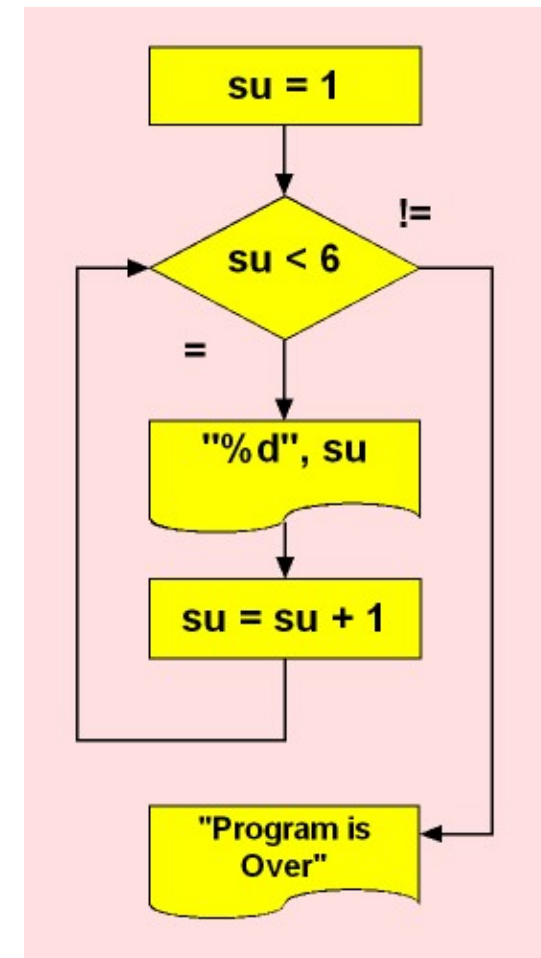 su = 1
!=
su < 6
=
"%d", su
su = su + 1
"Program is
Over"